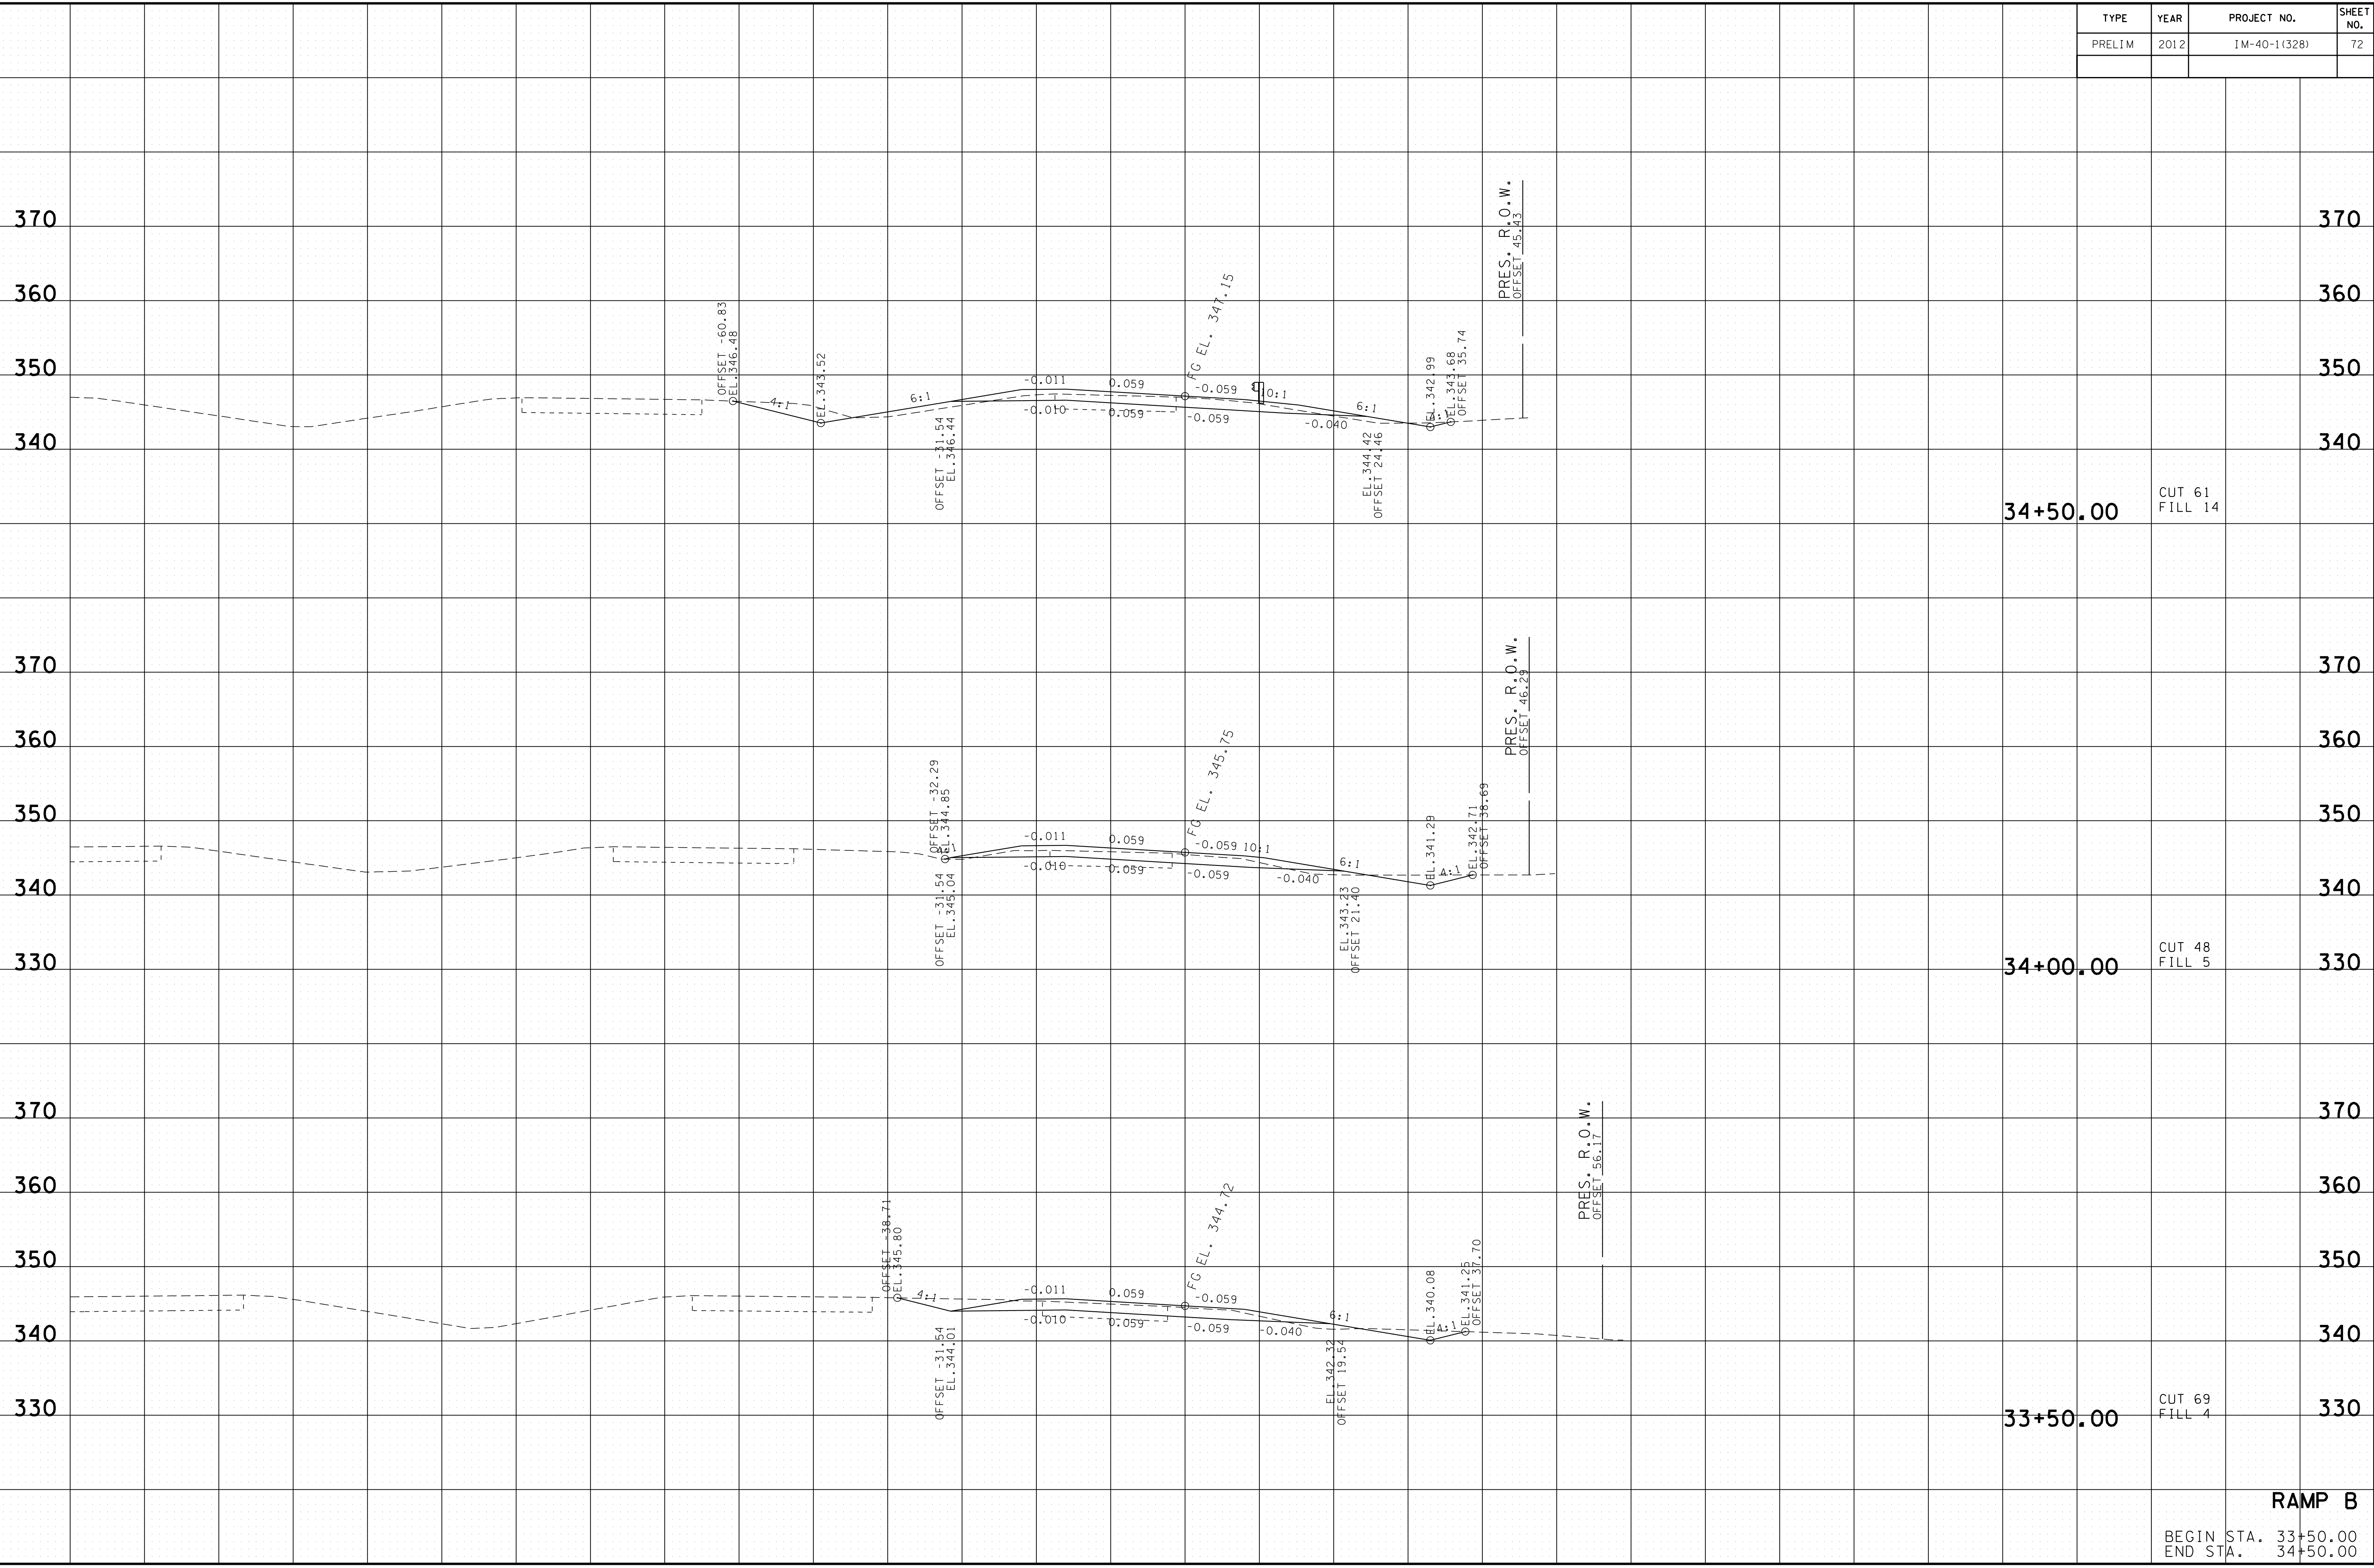 TYPE YEAR PROJECT NO. SHEET NO.
PRELIM 2012 IM-40-1(328) 72
370 370
360 360
350 350
340 340
PRES. R.O.W.
OFFSET 45.43
OFFSET -60.83
EL.346.48
4:1
EL.343.52
6:1
OFFSET -31.54
EL.346.44
-0.011
0.059
-0.010
0.059
FG EL. 347.15
-0.059
-0.059
10:1
-0.040
6:1
EL.344.42
OFFSET 24.46
EL.342.99
4:1
EL.343.68
OFFSET 35.74
34+50.00
CUT 61
FILL 14
370 370
360 360
350 350
340 340
330 330
PRES. R.O.W.
OFFSET 46.29
OFFSET -32.29
EL.344.85
4:1
OFFSET -31.54
EL.345.04
-0.011
0.059
-0.010
0.059
FG EL. 345.75
-0.059
10:1
-0.059
-0.040
6:1
EL.343.23
OFFSET 21.40
EL.341.29
4:1
EL.342.71
OFFSET 38.69
34+00.00
CUT 48
FILL 5
370 370
360 360
350 350
340 340
330 330
PRES. R.O.W.
OFFSET 56.17
OFFSET -38.71
EL.345.80
4:1
OFFSET -31.54
EL.344.01
-0.011
0.059
-0.010
0.059
FG EL. 344.72
-0.059
-0.059
-0.040
6:1
EL.342.32
OFFSET 19.54
EL.340.08
4:1
EL.341.25
OFFSET 37.70
33+50.00
CUT 69
FILL 4
RAMP B
BEGIN STA. 33+50.00
END STA. 34+50.00